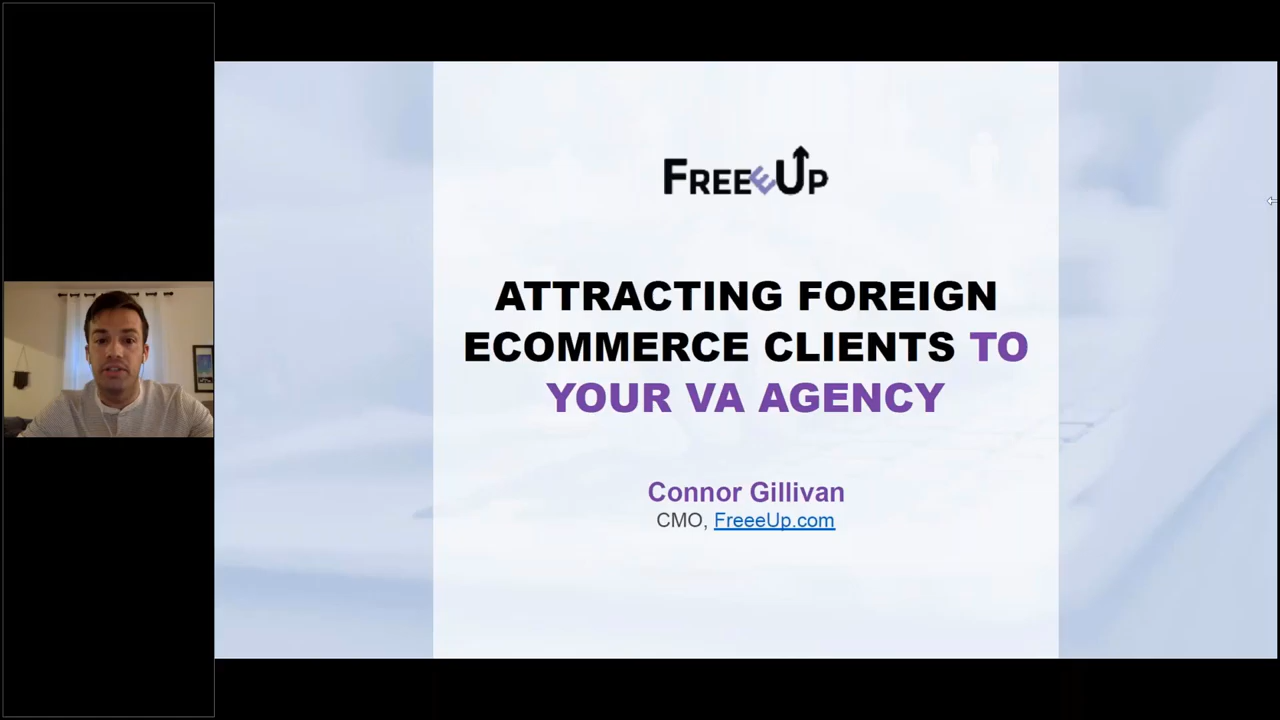 FREEEUP
ATTRACTING FOREIGN
ECOMMERCE CLIENTS TO
YOUR VA AGENCY
Connor Gillivan
CMO, FreeeUp.com